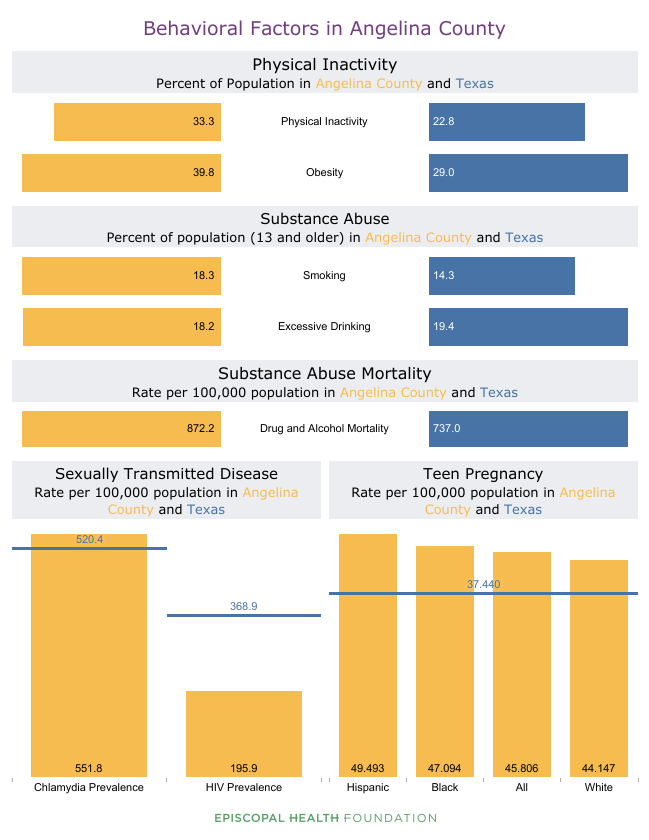 Behavioral Factors in Angelina County
Physical Inactivity
Percent of Population in Angelina County and Texas
33.3 Physical Inactivity 22.8
39.8 Obesity 29.0
Substance Abuse
Percent of population (13 and older) in Angelina County and Texas
18.3 Smoking 14.3
18.2 Excessive Drinking 19.4
Substance Abuse Mortality
Rate per 100,000 population in Angelina County and Texas
872.2 Drug and Alcohol Mortality 737.0
Sexually Transmitted Disease
Rate per 100,000 population in Angelina
County and Texas
520.4
368.9
551.8 195.9
Chlamydia Prevalence HIV Prevalence
Teen Pregnancy
Rate per 100,000 population in Angelina
County and Texas
37.440
49.493 47.094 45.806 44.147
Hispanic Black All White
EPISCOPAL HEALTH FOUNDATION